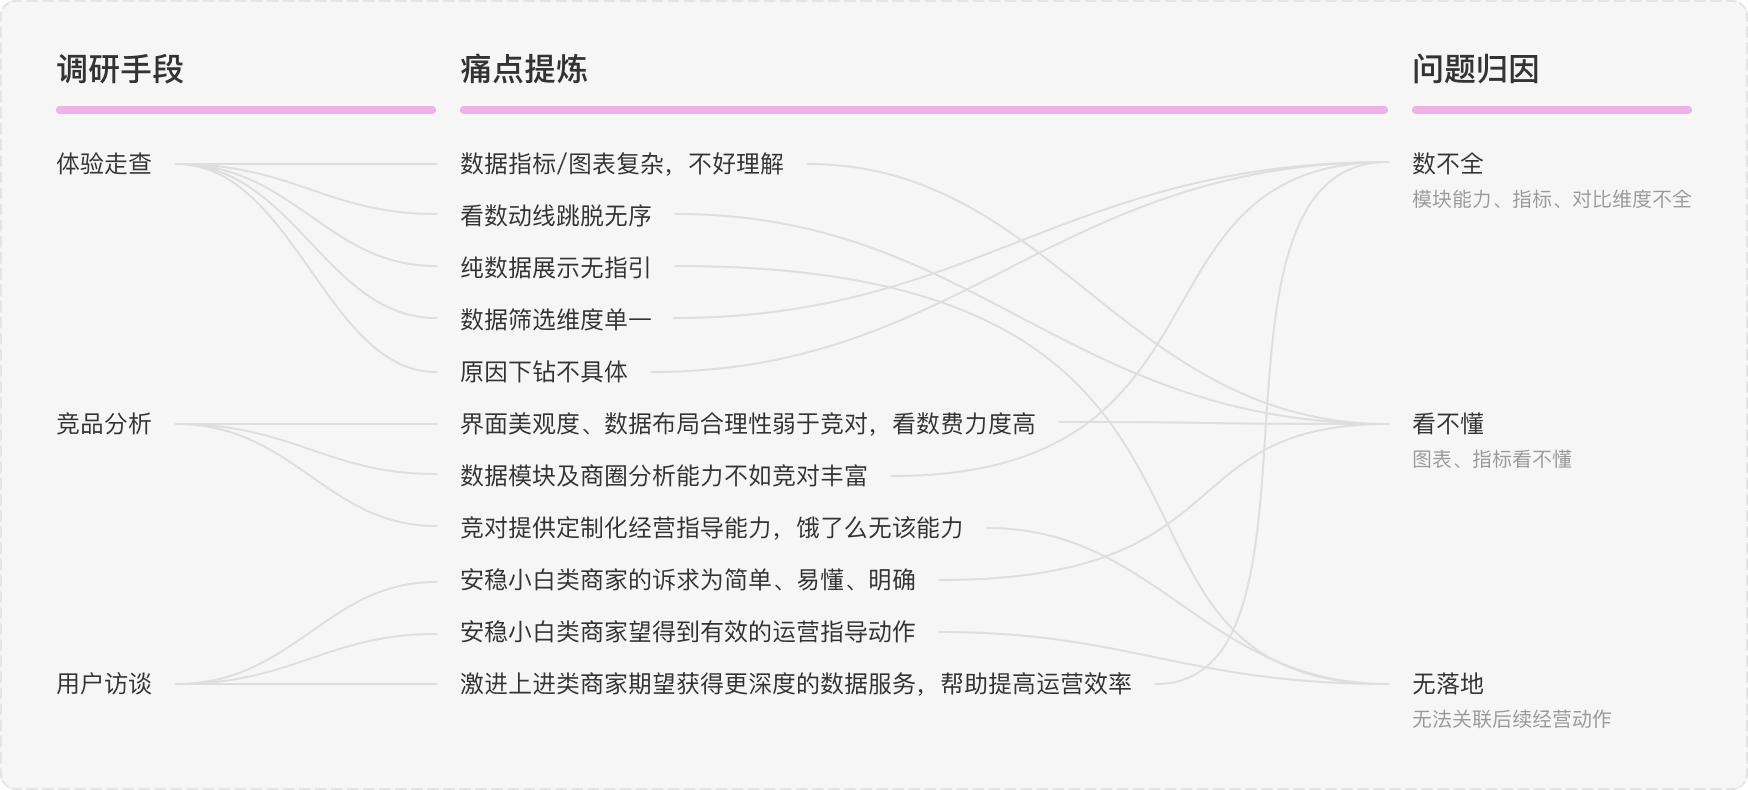 调研手段
痛点提炼
问题归因
体验走查
数据指标/图表复杂，不好理解
数不全
模块能力、指标、对比维度不全
看数动线跳脱无序
纯数据展示无指引
数据筛选维度单一
原因下钻不具体
竞品分析
界面美观度、数据布局合理性弱于竞对，看数费力度高
看不懂
图表、指标看不懂
数据模块及商圈分析能力不如竞对丰富
竞对提供定制化经营指导能力，饿了么无该能力
安稳小白类商家的诉求为简单、易懂、明确
安稳小白类商家望得到有效的运营指导动作
用户访谈
激进上进类商家期望获得更深度的数据服务，帮助提高运营效率
无落地
无法关联后续经营动作